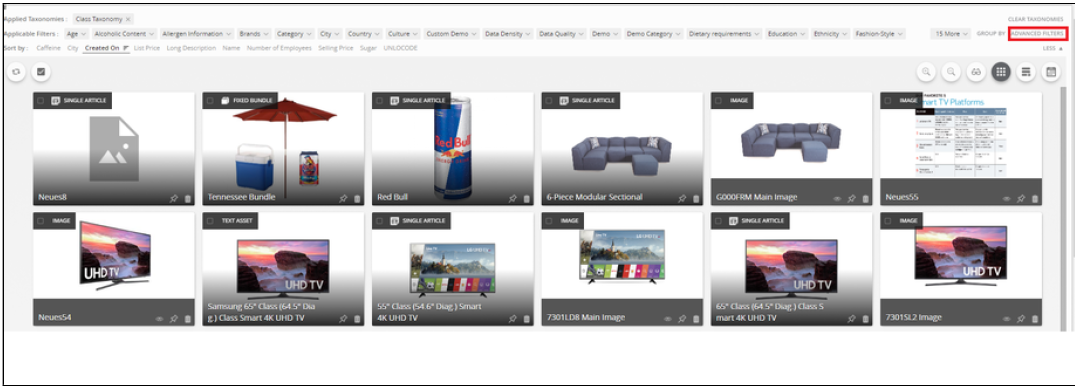 Applied Taxonomies : Class Taxonomy × CLEAR TAXONOMIES
Applicable Filters : Age Alcoholic Content Allergen Information Brands Category City Country Culture Custom Demo Data Density Data Quality Demo Demo Category Dietary requirements Education Ethnicity Fashion-Style 15 More GROUP BY ADVANCED FILTERS
Sort by : Caffeine City Created On List Price Long Description Name Number of Employees Selling Price Sugar UNLOCODE LESS
SINGLE ARTICLE
FIXED BUNDLE
SINGLE ARTICLE
SINGLE ARTICLE
IMAGE
IMAGE
Smart TV Platforms
Red Bull
Neues8
Tennessee Bundle
Red Bull
6-Piece Modular Sectional
G000FRM Main Image
Neues55
IMAGE
TEXT ASSET
SINGLE ARTICLE
IMAGE
SINGLE ARTICLE
IMAGE
UHD TV
UHD TV
UHD TV
UHD TV
Neues54
Samsung 65" Class (64.5" Dia
g.) Class Smart 4K UHD TV
55" Class (54.6" Diag.) Smart
4K UHD TV
7301LD8 Main Image
65" Class (64.5" Diag.) Class S
mart 4K UHD TV
7301SL2 Image